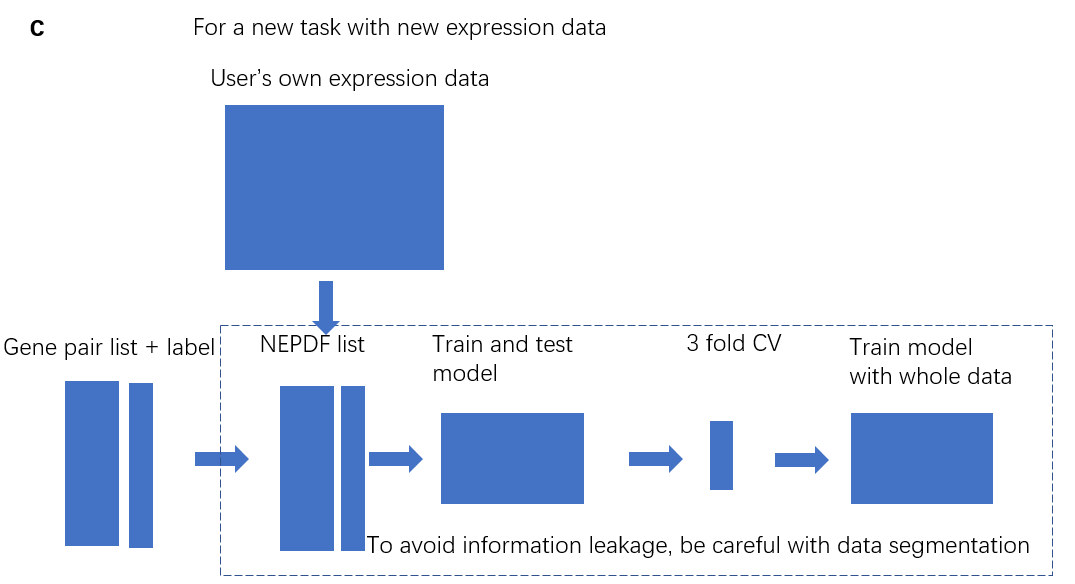 c
For a new task with new expression data
User’s own expression data
Gene pair list + label
NEPDF list
Train and test
model
3 fold CV
Train model
with whole data
To avoid information leakage, be careful with data segmentation